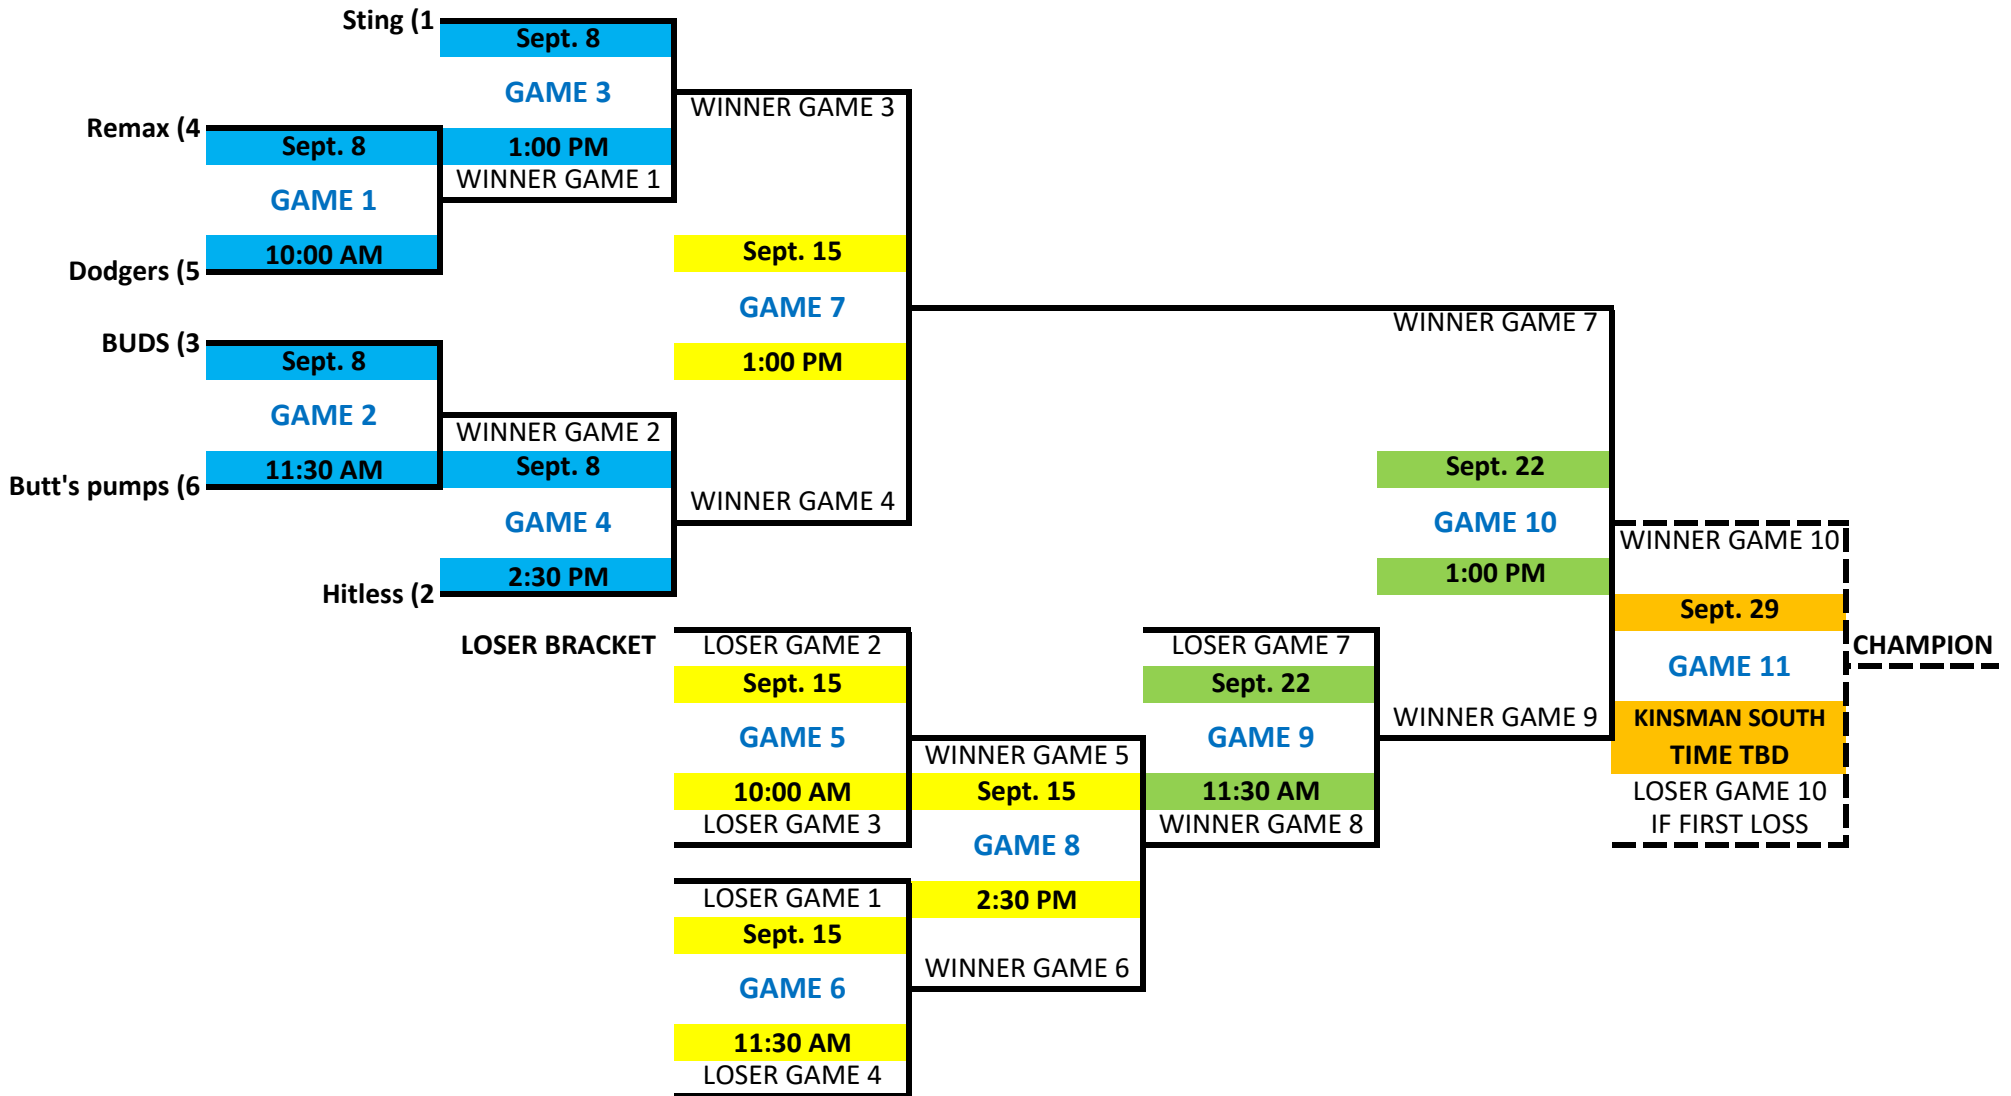 Sting (1
Sept. 8
GAME 3
1:00 PM
WINNER GAME 1
WINNER GAME 3
Remax (4
Sept. 8
GAME 1
10:00 AM
Dodgers (5
Sept. 15
GAME 7
1:00 PM
WINNER GAME 7
BUDS (3
Sept. 8
GAME 2
11:30 AM
Butt's pumps (6
WINNER GAME 2
Sept. 8
GAME 4
2:30 PM
Hitless (2
WINNER GAME 4
Sept. 22
GAME 10
1:00 PM
WINNER GAME 10
Sept. 29
GAME 11
KINSMAN SOUTH
TIME TBD
LOSER GAME 10
IF FIRST LOSS
CHAMPION
LOSER BRACKET
LOSER GAME 2
Sept. 15
GAME 5
10:00 AM
LOSER GAME 3
WINNER GAME 5
Sept. 15
GAME 8
2:30 PM
WINNER GAME 6
LOSER GAME 7
Sept. 22
GAME 9
11:30 AM
WINNER GAME 8
WINNER GAME 9
LOSER GAME 1
Sept. 15
GAME 6
11:30 AM
LOSER GAME 4